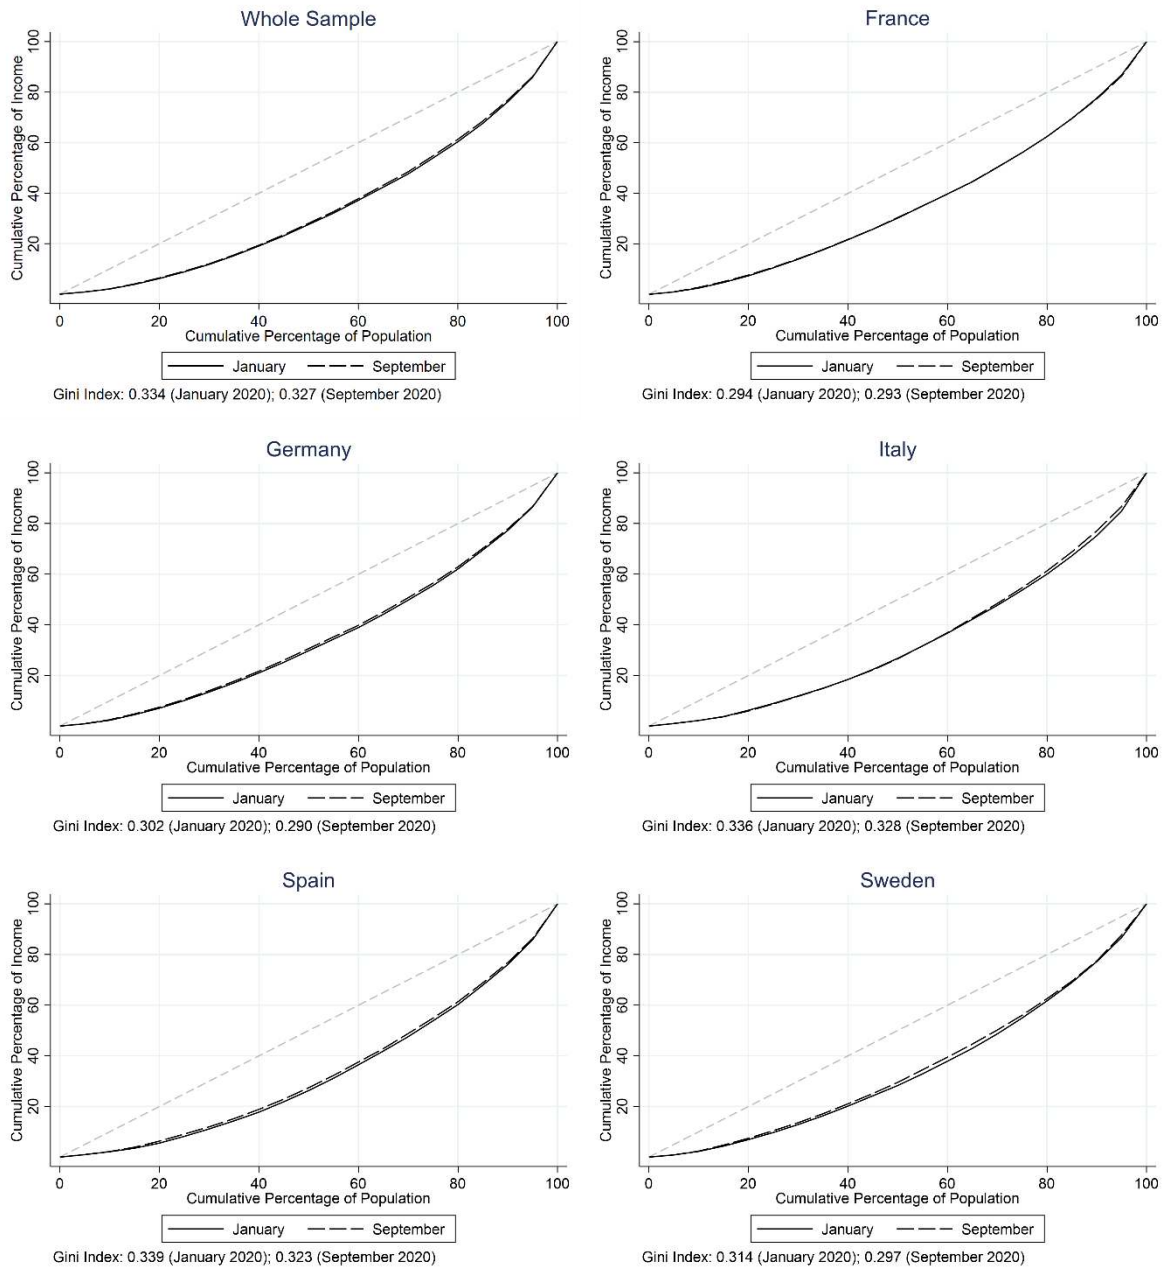 Whole Sample
Cumulative Percentage of Income
100
80
60
40
20
0 20 40 60 80 100
Cumulative Percentage of Population
January September
Gini Index: 0.334 (January 2020); 0.327 (September 2020)
France
Cumulative Percentage of Income
100
80
60
40
20
0 20 40 60 80 100
Cumulative Percentage of Population
January September
Gini Index: 0.294 (January 2020); 0.293 (September 2020)
Germany
Cumulative Percentage of Income
100
80
60
40
20
0 20 40 60 80 100
Cumulative Percentage of Population
January September
Gini Index: 0.302 (January 2020); 0.290 (September 2020)
Italy
Cumulative Percentage of Income
100
80
60
40
20
0 20 40 60 80 100
Cumulative Percentage of Population
January September
Gini Index: 0.336 (January 2020); 0.328 (September 2020)
Spain
Cumulative Percentage of Income
100
80
60
40
20
0 20 40 60 80 100
Cumulative Percentage of Population
January September
Gini Index: 0.339 (January 2020); 0.323 (September 2020)
Sweden
Cumulative Percentage of Income
100
80
60
40
20
0 20 40 60 80 100
Cumulative Percentage of Population
January September
Gini Index: 0.314 (January 2020); 0.297 (September 2020)